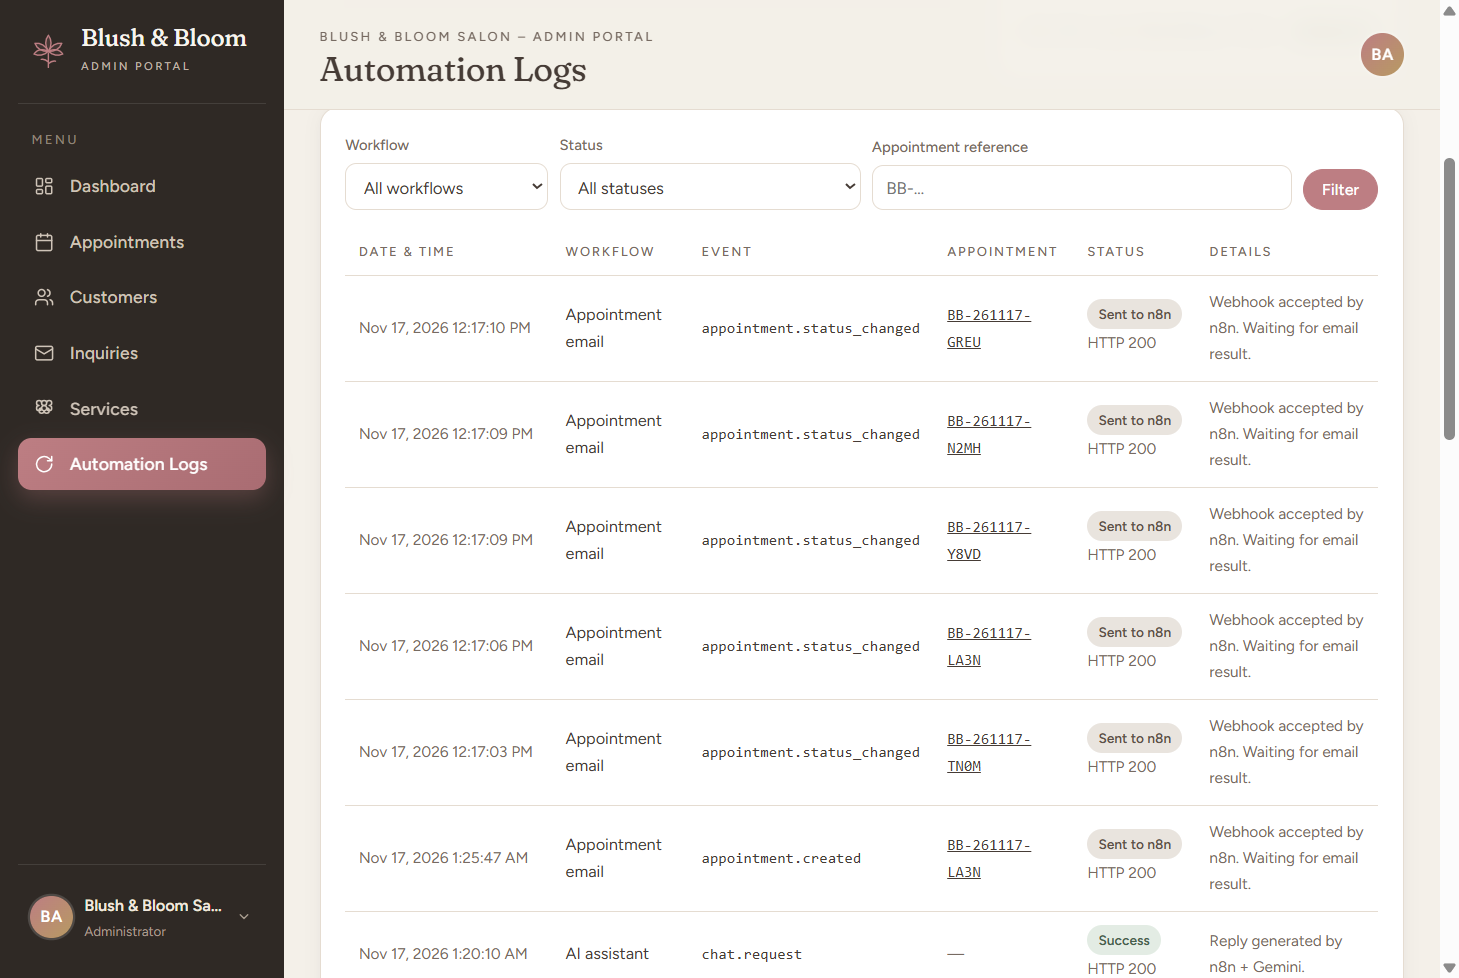 Blush & Bloom
ADMIN PORTAL
MENU
Dashboard
Appointments
Customers
Inquiries
Services
Automation Logs
BA
Blush & Bloom Sa...
Administrator
BLUSH & BLOOM SALON – ADMIN PORTAL
Automation Logs
BA
Workflow
Status
Appointment reference
All workflows
All statuses
BB-...
Filter
DATE & TIME WORKFLOW EVENT APPOINTMENT STATUS DETAILS
Nov 17, 2026 12:17:10 PM
Appointment
email
appointment.status_changed
BB-261117-
GREU
Sent to n8n
HTTP 200
Webhook accepted by
n8n. Waiting for email
result.
Nov 17, 2026 12:17:09 PM
Appointment
email
appointment.status_changed
BB-261117-
N2MH
Sent to n8n
HTTP 200
Webhook accepted by
n8n. Waiting for email
result.
Nov 17, 2026 12:17:09 PM
Appointment
email
appointment.status_changed
BB-261117-
Y8VD
Sent to n8n
HTTP 200
Webhook accepted by
n8n. Waiting for email
result.
Nov 17, 2026 12:17:06 PM
Appointment
email
appointment.status_changed
BB-261117-
LA3N
Sent to n8n
HTTP 200
Webhook accepted by
n8n. Waiting for email
result.
Nov 17, 2026 12:17:03 PM
Appointment
email
appointment.status_changed
BB-261117-
TN0M
Sent to n8n
HTTP 200
Webhook accepted by
n8n. Waiting for email
result.
Nov 17, 2026 1:25:47 AM
Appointment
email
appointment.created
BB-261117-
LA3N
Sent to n8n
HTTP 200
Webhook accepted by
n8n. Waiting for email
result.
Nov 17, 2026 1:20:10 AM
AI assistant
chat.request
—
Success
HTTP 200
Reply generated by
n8n + Gemini.